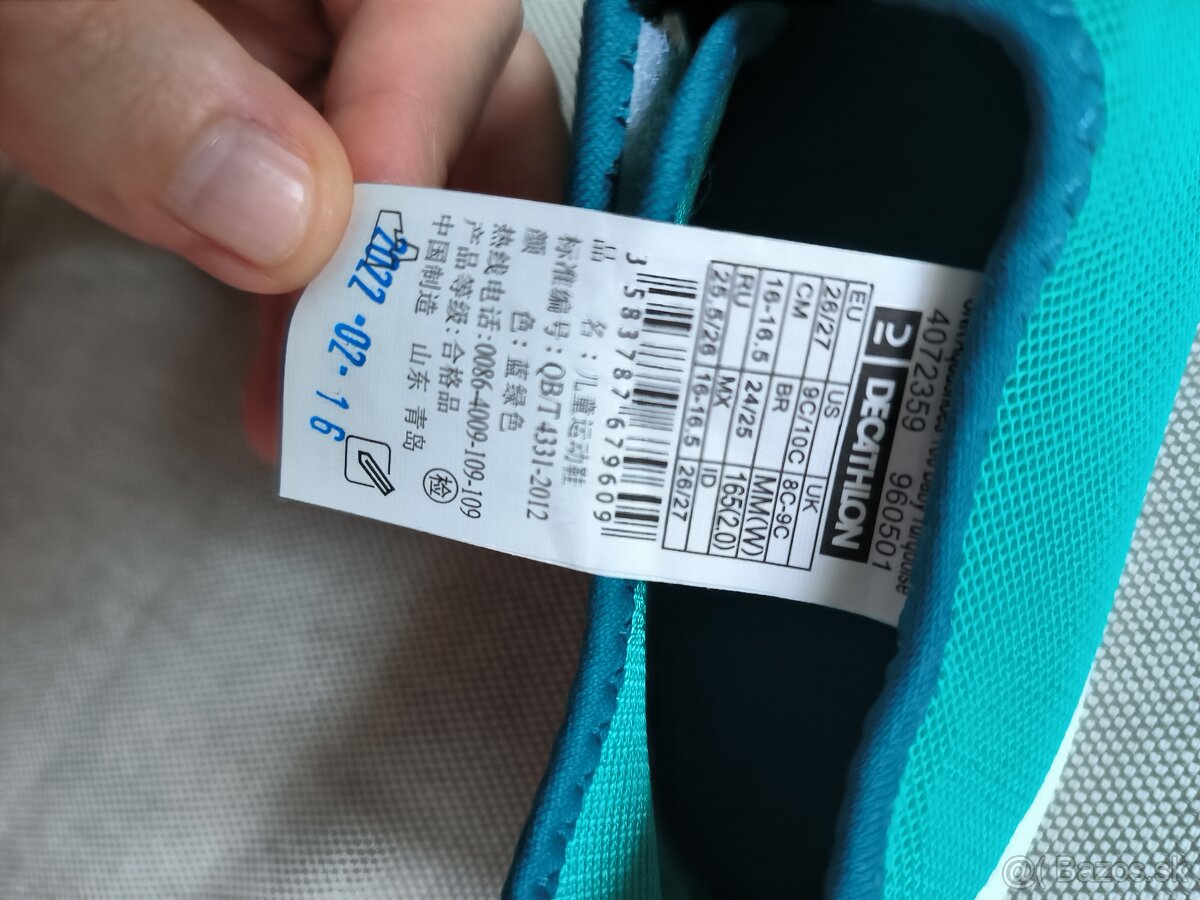 4072359 960501
DECATHLON
EU US UK
26/27 9C/10C 8C-9C
CM BR MM(W)
16-16.5 24/25 165(2.0)
RU MX ID
25.5/26 16-16.5 26/27
3 583787 679609
品 名：儿童运动鞋
标准编号：QB/T 4331-2012
颜 色：蓝绿色
热线电话：0086-4009-109-109
产品等级：合格品
中国制造 山东 青岛 检
2022-02-16
@( Bazos.sk